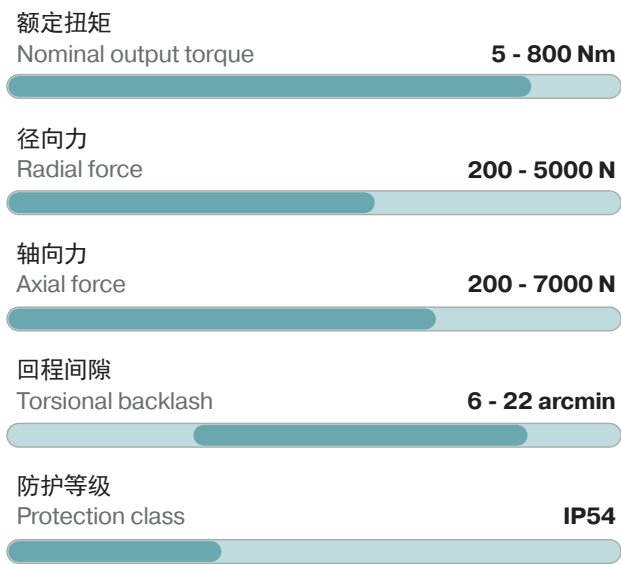 额定扭矩
Nominal output torque 5 - 800 Nm
径向力
Radial force 200 - 5000 N
轴向力
Axial force 200 - 7000 N
回程间隙
Torsional backlash 6 - 22 arcmin
防护等级
Protection class IP54